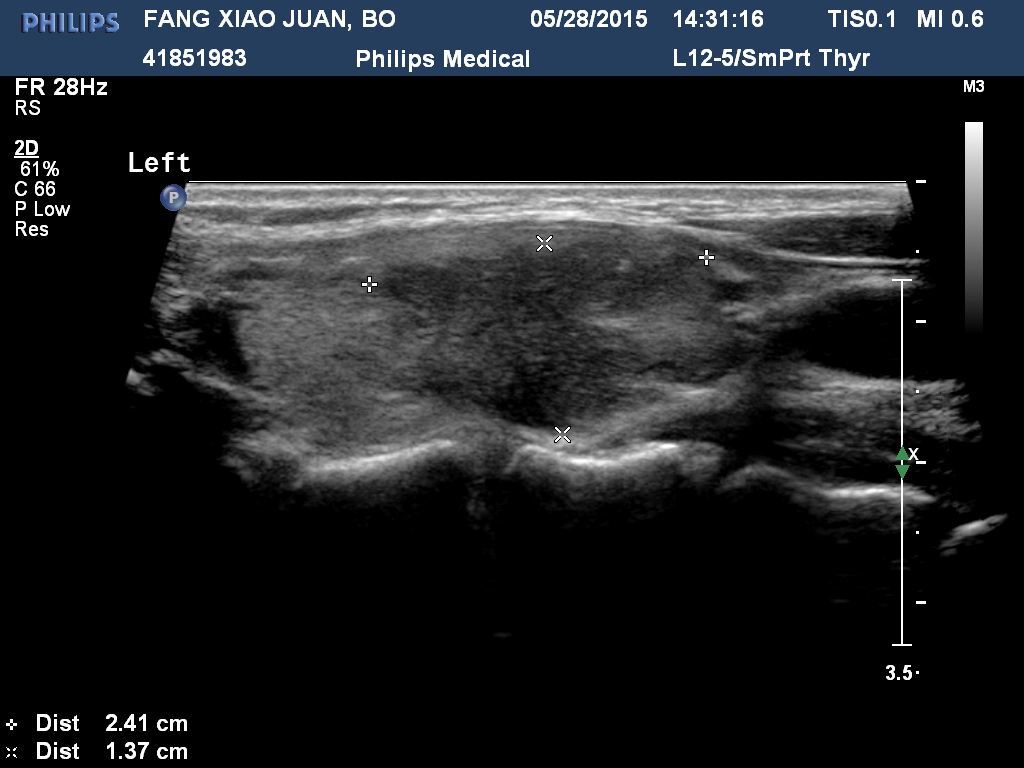 PHILIPS
FANG XIAO JUAN, BO 05/28/2015 14:31:16 TIS0.1 MI 0.6
41851983 Philips Medical L12-5/SmPrt Thyr
FR 28Hz
RS
M3
2D
61%
C 66
P Low
Res
Left
P
X
3.5
Dist 2.41 cm
Dist 1.37 cm